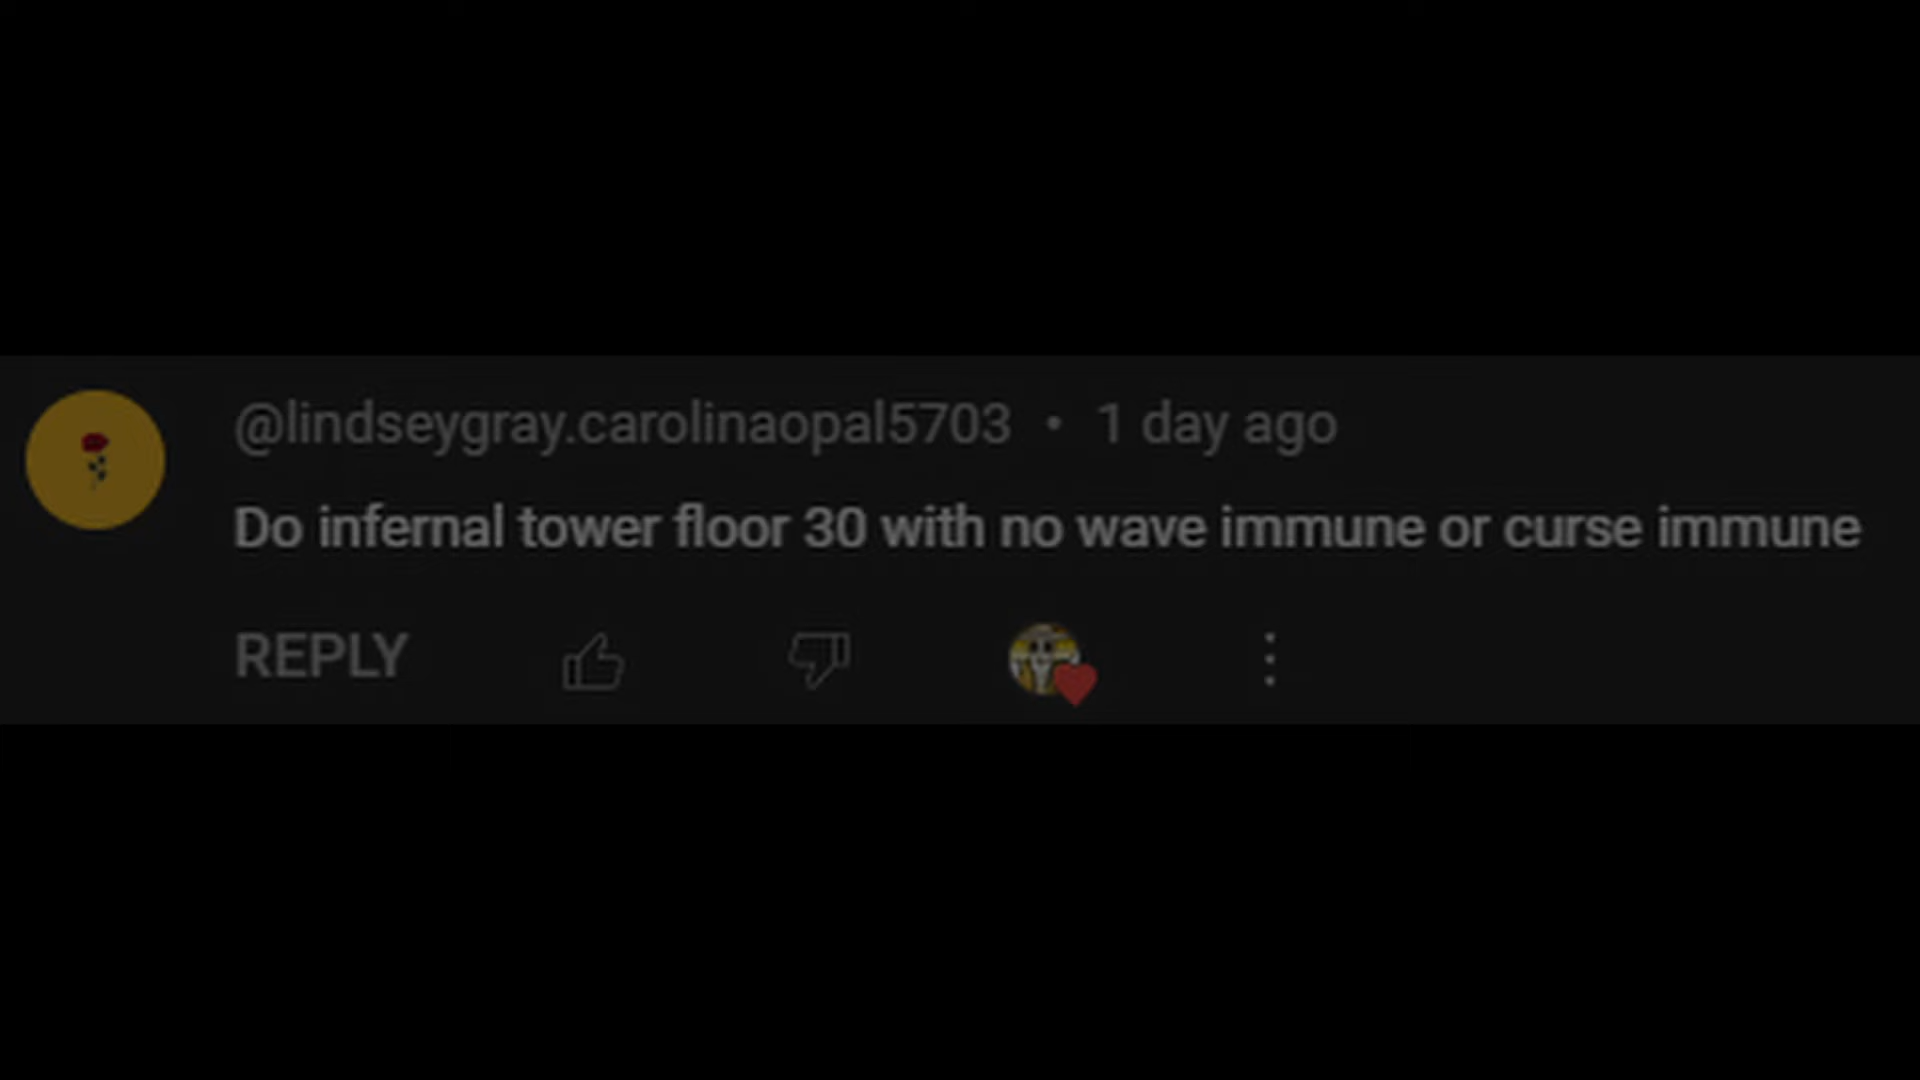 @lindseygray.carolinaopal5703 • 1 day ago
Do infernal tower floor 30 with no wave immune or curse immune
REPLY